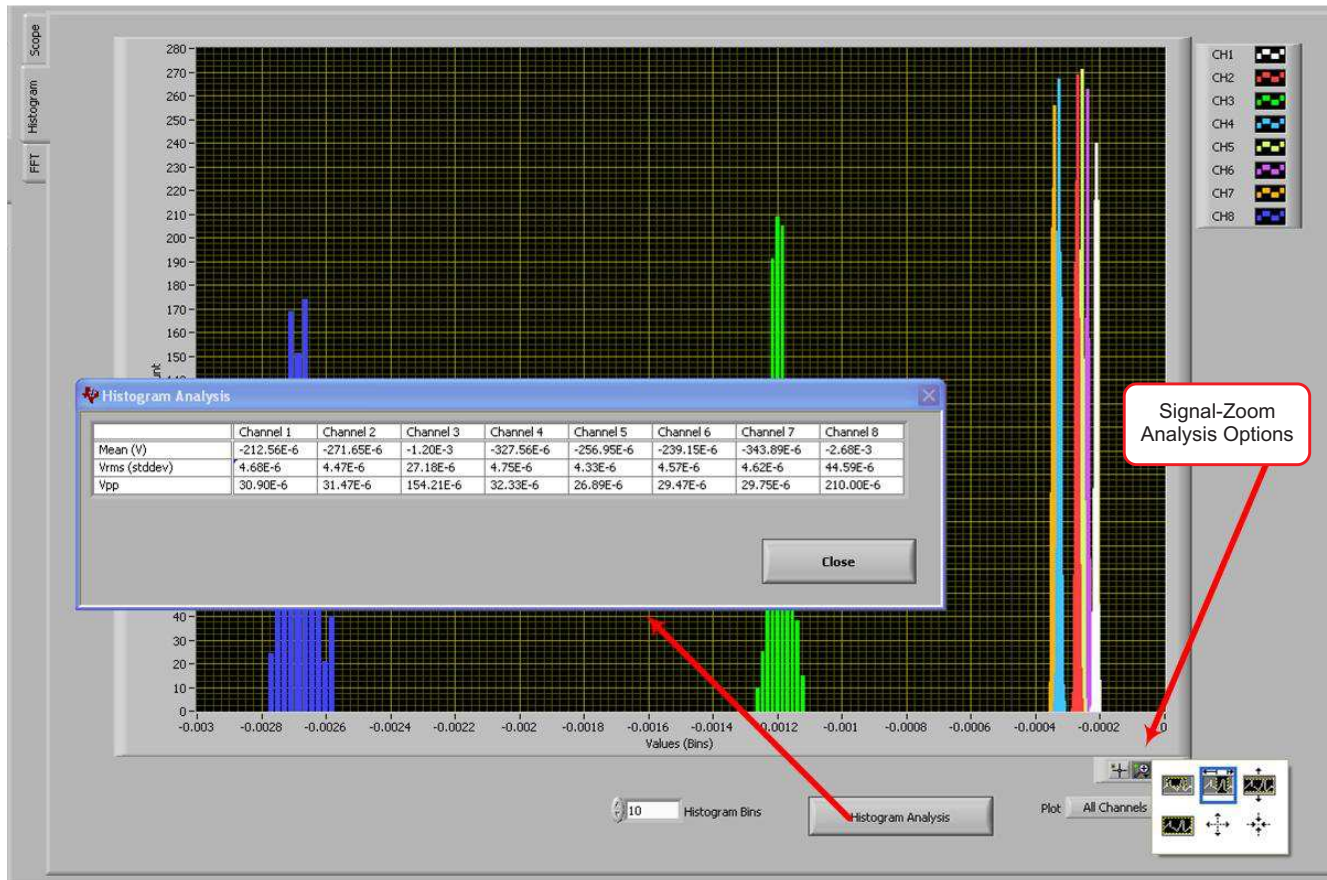 Scope
Histogram
FFT
280
270
260
250
240
230
220
210
200
190
180
170
160
150
40
30
20
10
0
-0.003 -0.0028 -0.0026 -0.0024 -0.0022 -0.002 -0.0018 -0.0016 -0.0014 -0.0012 -0.001 -0.0008 -0.0006 -0.0004 -0.0002 0
Values (Bins)
CH1
CH2
CH3
CH4
CH5
CH6
CH7
CH8
Histogram Analysis
Channel 1 Channel 2 Channel 3 Channel 4 Channel 5 Channel 6 Channel 7 Channel 8
Mean (V) -212.56E-6 -271.65E-6 -1.20E-3 -327.56E-6 -256.95E-6 -239.15E-6 -343.89E-6 -2.68E-3
Vrms (stddev) 4.68E-6 4.47E-6 27.18E-6 4.75E-6 4.33E-6 4.57E-6 4.62E-6 44.59E-6
Vpp 30.90E-6 31.47E-6 154.21E-6 32.33E-6 26.89E-6 29.47E-6 29.75E-6 210.00E-6
Close
Signal-Zoom
Analysis Options
10 Histogram Bins
Histogram Analysis
Plot All Channels